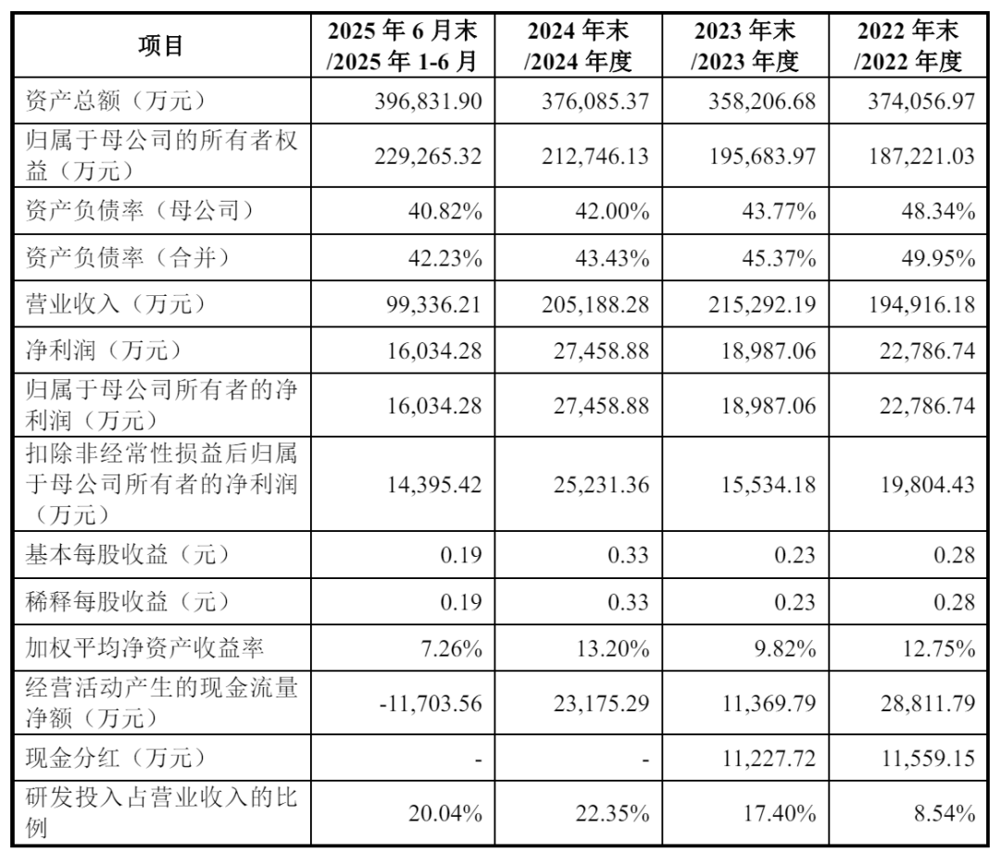 项目 2025 年 6 月末 2024 年末 2023 年末 2022 年末
/2025 年 1-6 月 /2024 年度 /2023 年度 /2022 年度
资产总额（万元） 396,831.90 376,085.37 358,206.68 374,056.97
归属于母公司的所有者权
益（万元） 229,265.32 212,746.13 195,683.97 187,221.03
资产负债率（母公司） 40.82% 42.00% 43.77% 48.34%
资产负债率（合并） 42.23% 43.43% 45.37% 49.95%
营业收入（万元） 99,336.21 205,188.28 215,292.19 194,916.18
净利润（万元） 16,034.28 27,458.88 18,987.06 22,786.74
归属于母公司所有者的净
利润（万元） 16,034.28 27,458.88 18,987.06 22,786.74
扣除非经常性损益后归属
于母公司所有者的净利润 14,395.42 25,231.36 15,534.18 19,804.43
（万元）
基本每股收益（元） 0.19 0.33 0.23 0.28
稀释每股收益（元） 0.19 0.33 0.23 0.28
加权平均净资产收益率 7.26% 13.20% 9.82% 12.75%
经营活动产生的现金流量
净额（万元） -11,703.56 23,175.29 11,369.79 28,811.79
现金分红（万元） - - 11,227.72 11,559.15
研发投入占营业收入的比
例 20.04% 22.35% 17.40% 8.54%